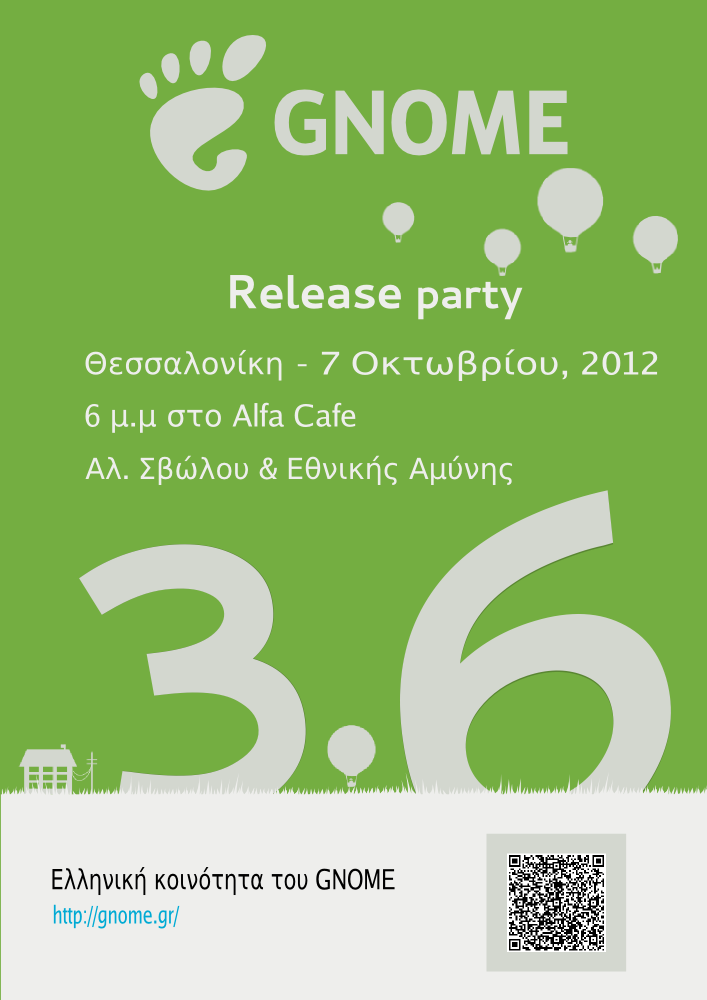 GNOME
Release party
Θεσσαλονίκη - 7 Οκτωβρίου, 2012
6 μ.μ στο Alfa Cafe
Αλ. Σβώλου & Εθνικής Αμύνης
3.6
Ελληνική κοινότητα του GNOME
http://gnome.gr/